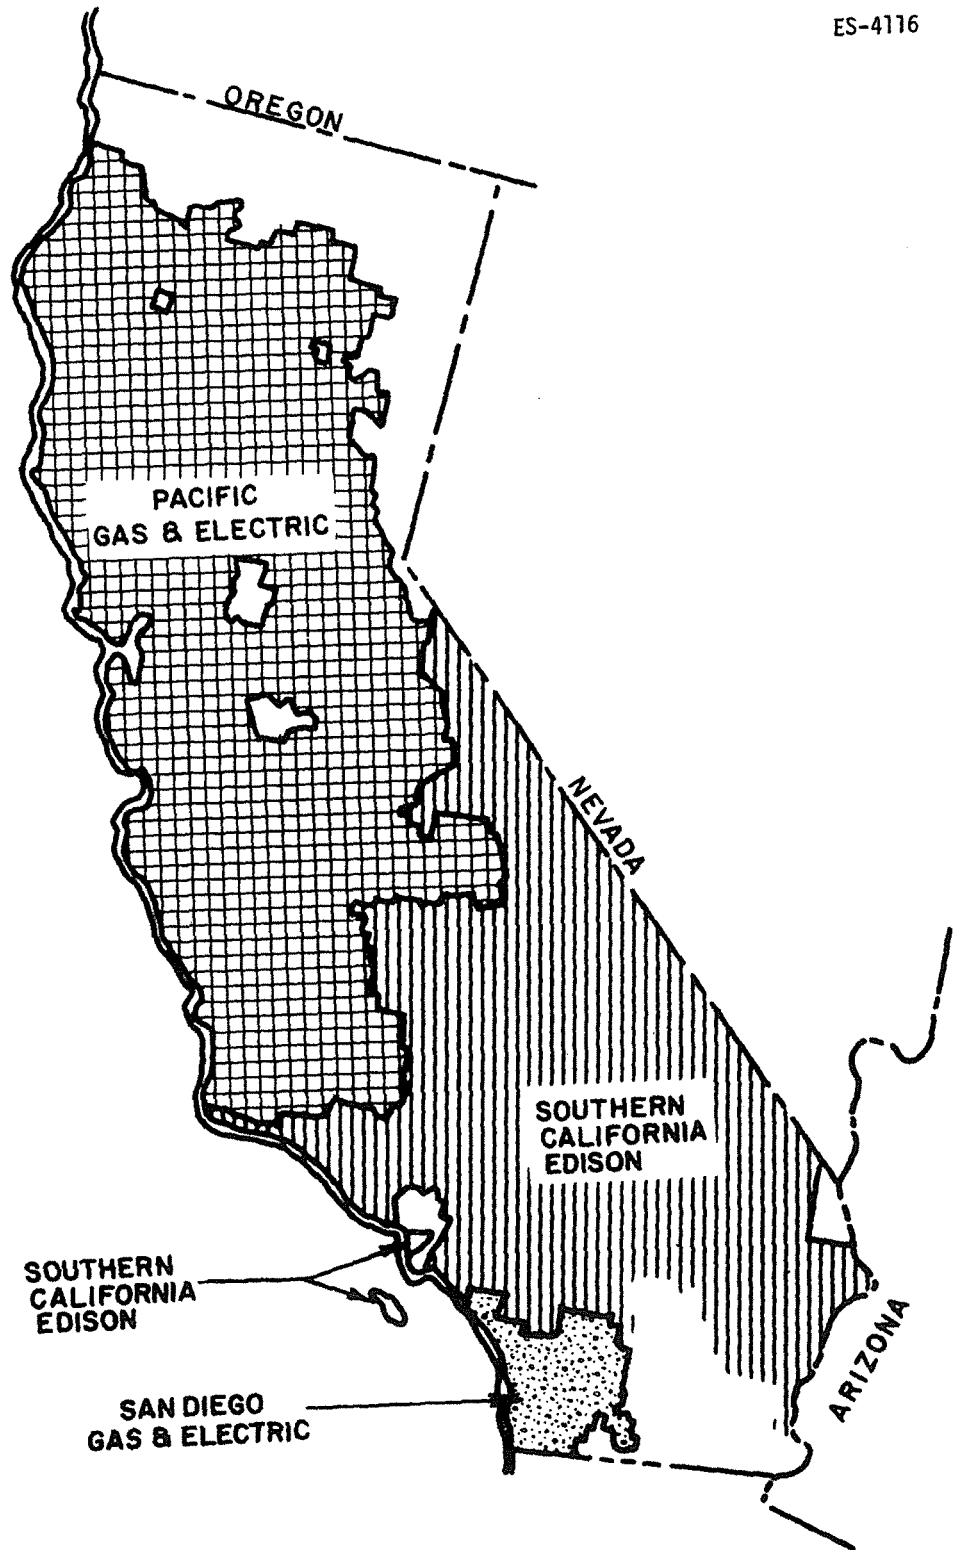 ES-4116
OREGON
PACIFIC
GAS & ELECTRIC
NEVADA
SOUTHERN
CALIFORNIA
EDISON
SOUTHERN
CALIFORNIA
EDISON
ARIZONA
SAN DIEGO
GAS & ELECTRIC